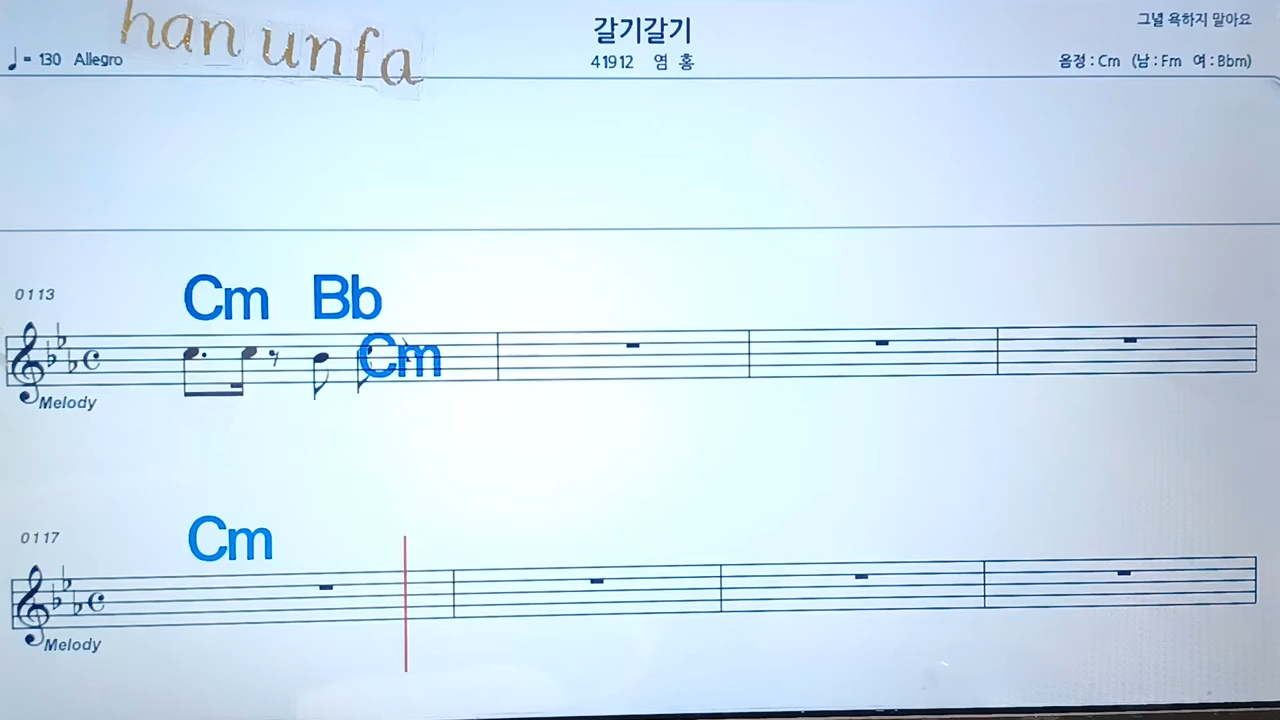 han unfa
갈기갈기
그녈 욕하지 말아요
♩= 130 Allegro
41912 염 홍
음정 : Cm (남 : Fm 여 : Bbm)
0113
Cm Bb
Cm
Melody
0117
Cm
Melody